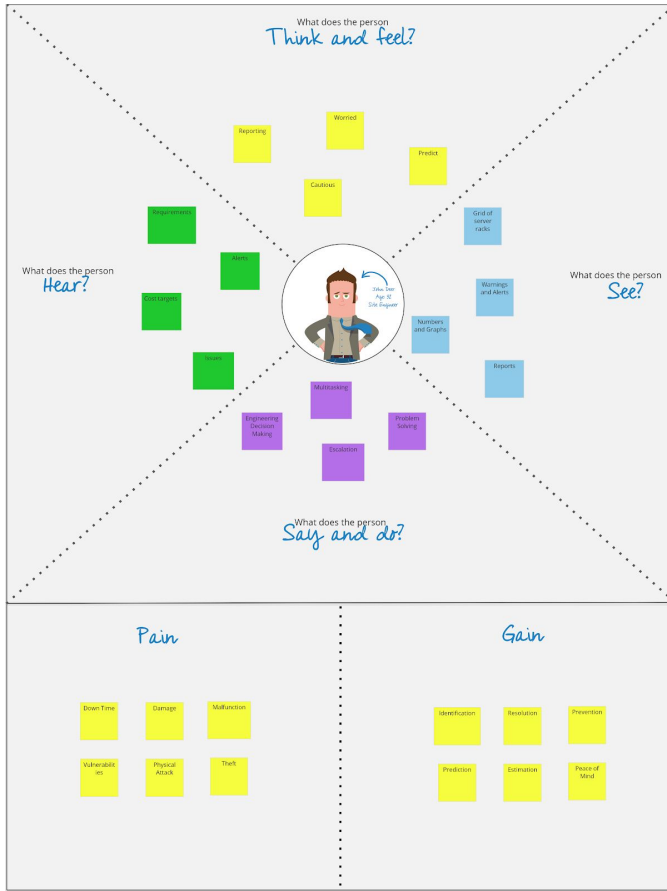 What does the person
Think and feel?
Reporting
Worried
Predict
Cautious
Requirements
Alerts
Cost targets
Issues
What does the person
Hear?
Age
Site Engineer
Grid of
server
racks
Warnings
and Alerts
Numbers
and Graphs
Reports
What does the person
See?
Multitasking
Engineering
Decision
Making
Problem
Solving
Escalation
What does the person
Say and do?
Pain
Down Time
Damage
Malfunction
Vulnerabilit
ies
Physical
Attack
Theft
Gain
Identification
Resolution
Prevention
Prediction
Estimation
Peace of
Mind